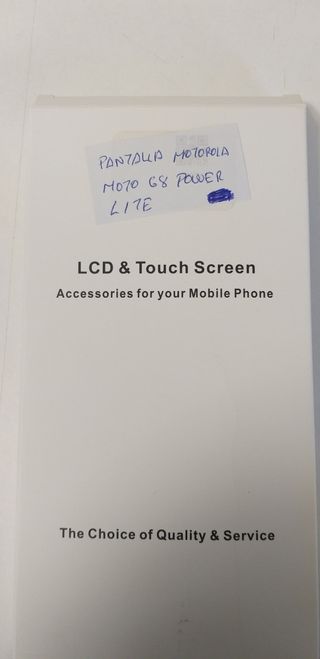 PANTALLA MOTOROLA
MOTO G8 POWER
LITE
LCD & Touch Screen
Accessories for your Mobile Phone
The Choice of Quality & Service